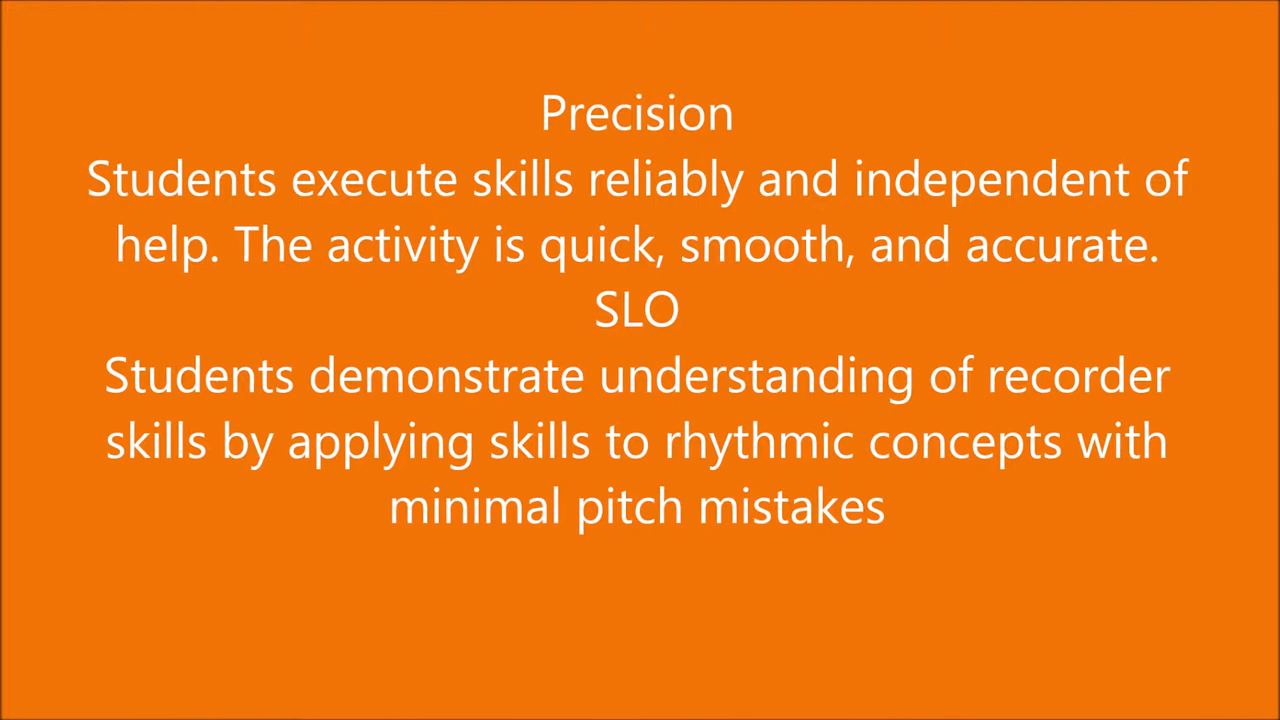 Precision
Students execute skills reliably and independent of
help. The activity is quick, smooth, and accurate.
SLO
Students demonstrate understanding of recorder
skills by applying skills to rhythmic concepts with
minimal pitch mistakes